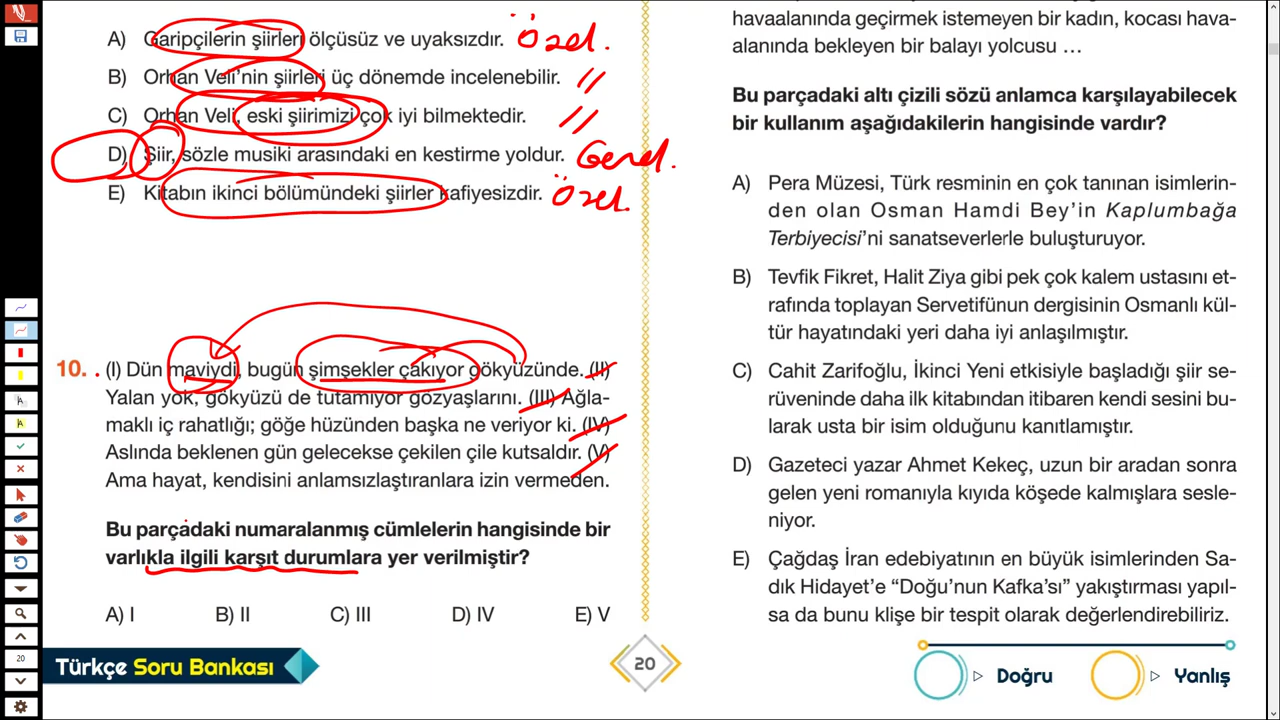 A) Garipçilerin şiirleri ölçüsüz ve uyaksızdır. Özel.
B) Orhan Veli'nin şiirleri üç dönemde incelenebilir. "
C) Orhan Veli, eski şiirimizi çok iyi bilmektedir. "
D) Şiir, sözle musiki arasındaki en kestirme yoldur. Genel.
E) Kitabın ikinci bölümündeki şiirler kafiyesizdir. Özel.
10. (I) Dün maviydi, bugün şimşekler çakıyor gökyüzünde. (II)
Yalan yok, gökyüzü de tutamıyor gözyaşlarını. (III) Ağla-
maklı iç rahatlığı; göğe hüzünden başka ne veriyor ki. (IV)
Aslında beklenen gün gelecekse çekilen çile kutsaldır. (V)
Ama hayat, kendisini anlamsızlaştıranlara izin vermeden.
Bu parçadaki numaralanmış cümlelerin hangisinde bir
varlıkla ilgili karşıt durumlara yer verilmiştir?
A) I B) II C) III D) IV E) V
havaalanında geçirmek istemeyen bir kadın, kocası hava-
alanında bekleyen bir balayı yolcusu ...
Bu parçadaki altı çizili sözü anlamca karşılayabilecek
bir kullanım aşağıdakilerin hangisinde vardır?
A) Pera Müzesi, Türk resminin en çok tanınan isimlerin-
den olan Osman Hamdi Bey'in Kaplumbağa
Terbiyecisi'ni sanatseverlerle buluşturuyor.
B) Tevfik Fikret, Halit Ziya gibi pek çok kalem ustasını et-
rafında toplayan Servetifünun dergisinin Osmanlı kül-
tür hayatındaki yeri daha iyi anlaşılmıştır.
C) Cahit Zarifoğlu, İkinci Yeni etkisiyle başladığı şiir se-
rüveninde daha ilk kitabından itibaren kendi sesini bu-
larak usta bir isim olduğunu kanıtlamıştır.
D) Gazeteci yazar Ahmet Kekeç, uzun bir aradan sonra
gelen yeni romanıyla kıyıda köşede kalmışlara sesle-
niyor.
E) Çağdaş İran edebiyatının en büyük isimlerinden Sa-
dık Hidayet'e “Doğu'nun Kafka'sı” yakıştırması yapıl-
sa da bunu klişe bir tespit olarak değerlendirebiliriz.
Türkçe Soru Bankası
20
Doğru
Yanlış
20